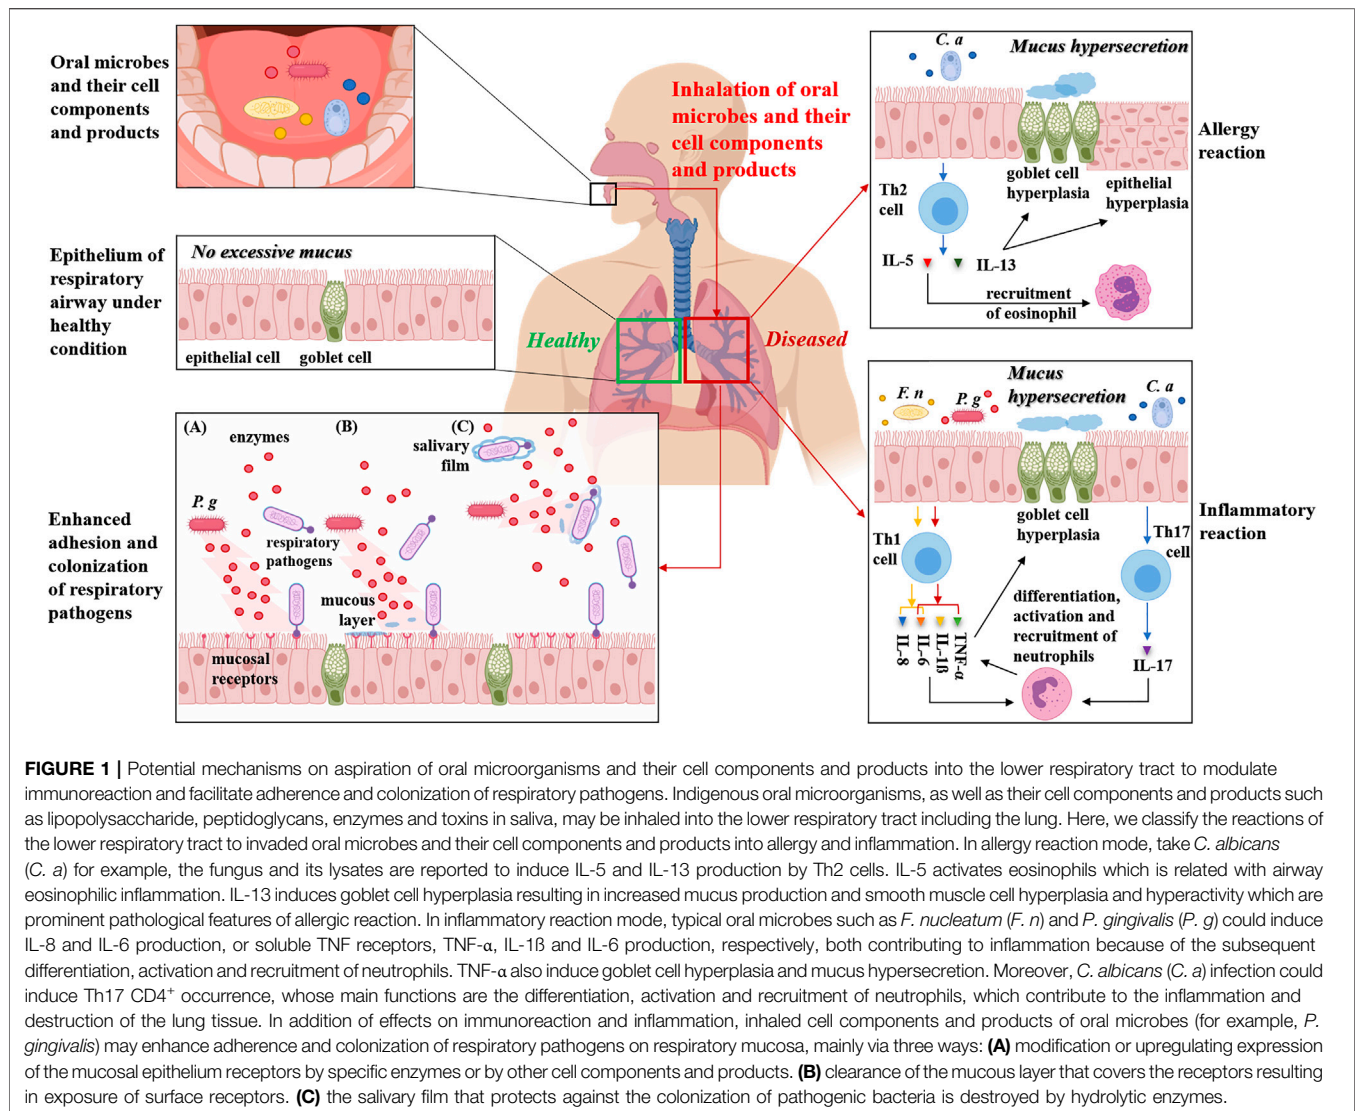 Oral microbes
and their cell
components
and products
Inhalation of oral
microbes and their
cell components
and products
C. a
Mucus hypersecretion
Allergy
reaction
Th2
cell
goblet cell
hyperplasia
epithelial
hyperplasia
IL-5
IL-13
recruitment
of eosinophil
Epithelium of
respiratory
airway under
healthy
condition
No excessive mucus
epithelial cell
goblet cell
Healthy
Diseased
Enhanced
adhesion and
colonization
of respiratory
pathogens
(A)
enzymes
P. g
respiratory
pathogens
(B)
mucous
layer
(C)
salivary
film
mucosal
receptors
F. n
P. g
Mucus
hypersecretion
C. a
Inflammatory
reaction
Th1
cell
goblet cell
hyperplasia
Th17
cell
differentiation,
activation and
recruitment of
neutrophils
IL-8
IL-6
IL-1ß
TNF-α
IL-17
FIGURE 1 | Potential mechanisms on aspiration of oral microorganisms and their cell components and products into the lower respiratory tract to modulate
immunoreaction and facilitate adherence and colonization of respiratory pathogens. Indigenous oral microorganisms, as well as their cell components and products such
as lipopolysaccharide, peptidoglycans, enzymes and toxins in saliva, may be inhaled into the lower respiratory tract including the lung. Here, we classify the reactions of
the lower respiratory tract to invaded oral microbes and their cell components and products into allergy and inflammation. In allergy reaction mode, take C. albicans
(C. a) for example, the fungus and its lysates are reported to induce IL-5 and IL-13 production by Th2 cells. IL-5 activates eosinophils which is related with airway
eosinophilic inflammation. IL-13 induces goblet cell hyperplasia resulting in increased mucus production and smooth muscle cell hyperplasia and hyperactivity which are
prominent pathological features of allergic reaction. In inflammatory reaction mode, typical oral microbes such as F. nucleatum (F. n) and P. gingivalis (P. g) could induce
IL-8 and IL-6 production, or soluble TNF receptors, TNF-α, IL-1ß and IL-6 production, respectively, both contributing to inflammation because of the subsequent
differentiation, activation and recruitment of neutrophils. TNF-α also induce goblet cell hyperplasia and mucus hypersecretion. Moreover, C. albicans (C. a) infection could
induce Th17 CD4⁺ occurrence, whose main functions are the differentiation, activation and recruitment of neutrophils, which contribute to the inflammation and
destruction of the lung tissue. In addition of effects on immunoreaction and inflammation, inhaled cell components and products of oral microbes (for example, P.
gingivalis) may enhance adherence and colonization of respiratory pathogens on respiratory mucosa, mainly via three ways: (A) modification or upregulating expression
of the mucosal epithelium receptors by specific enzymes or by other cell components and products. (B) clearance of the mucous layer that covers the receptors resulting
in exposure of surface receptors. (C) the salivary film that protects against the colonization of pathogenic bacteria is destroyed by hydrolytic enzymes.